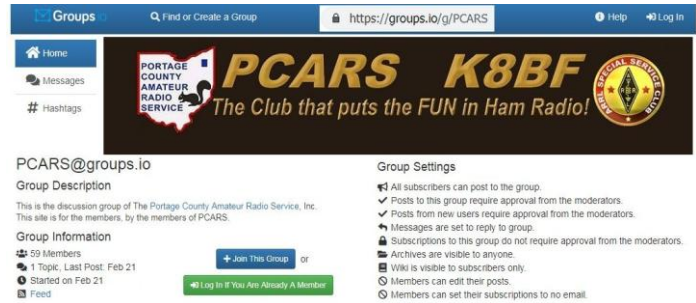 Groups.io
Find or Create a Group
https://groups.io/g/PCARS
Help
Log In
Home
Messages
# Hashtags
PORTAGE
COUNTY
AMATEUR
RADIO
SERVICE
PCARS K8BF
The Club that puts the FUN in Ham Radio!
ARRL SPECIAL SERVICE CLUB
PCARS@groups.io
Group Description
This is the discussion group of The Portage County Amateur Radio Service, Inc.
This site is for the members, by the members of PCARS.
Group Information
59 Members
1 Topic, Last Post: Feb 21
Started on Feb 21
Feed
+ Join This Group or
Log In If You Are Already A Member
Group Settings
All subscribers can post to the group.
Posts to this group require approval from the moderators.
Posts from new users require approval from the moderators.
Messages are set to reply to group.
Subscriptions to this group do not require approval from the moderators.
Archives are visible to anyone.
Wiki is visible to subscribers only.
Members can edit their posts.
Members can set their subscriptions to no email.